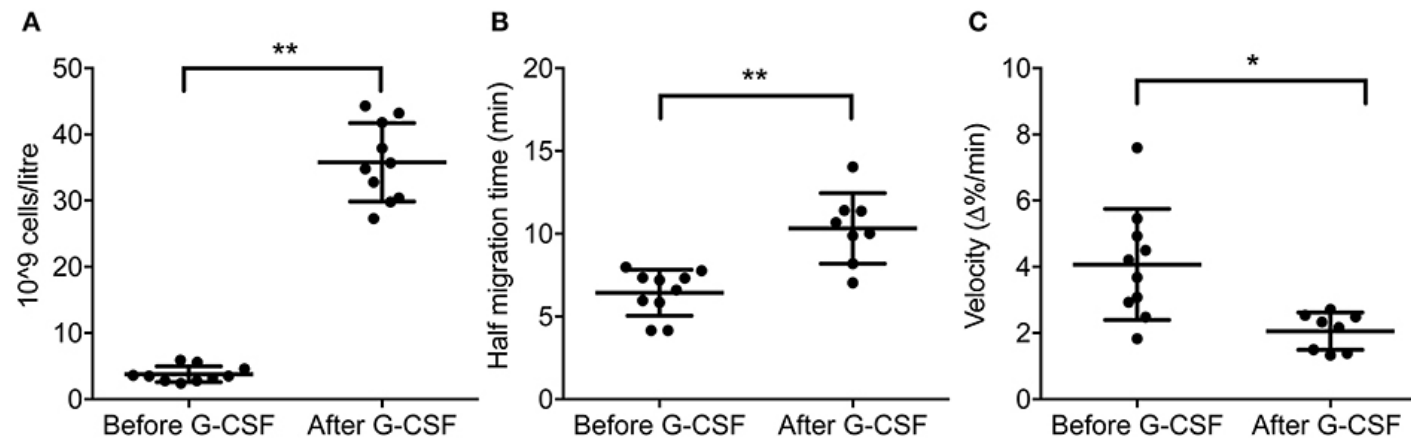 A
10^9 cells/litre
50
40
30
20
10
0
**
Before G-CSF
After G-CSF
B
Half migration time (min)
20
15
10
5
0
**
Before G-CSF
After G-CSF
C
Velocity (Δ%/min)
10
8
6
4
2
0
*
Before G-CSF
After G-CSF